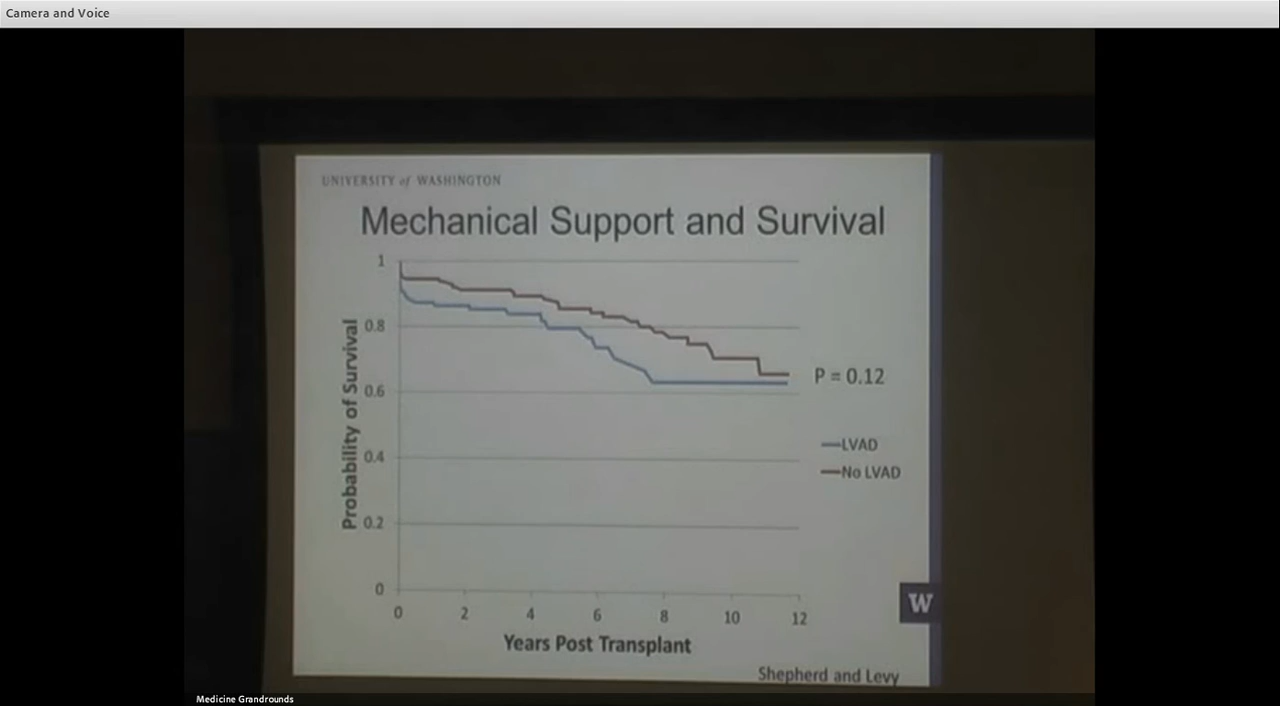 Camera and Voice
UNIVERSITY of WASHINGTON
Mechanical Support and Survival
1
0.8
0.6
0.4
0.2
0
Probability of Survival
P = 0.12
LVAD
No LVAD
0 2 4 6 8 10 12
Years Post Transplant
W
Shepherd and Levy
Medicine Grandrounds